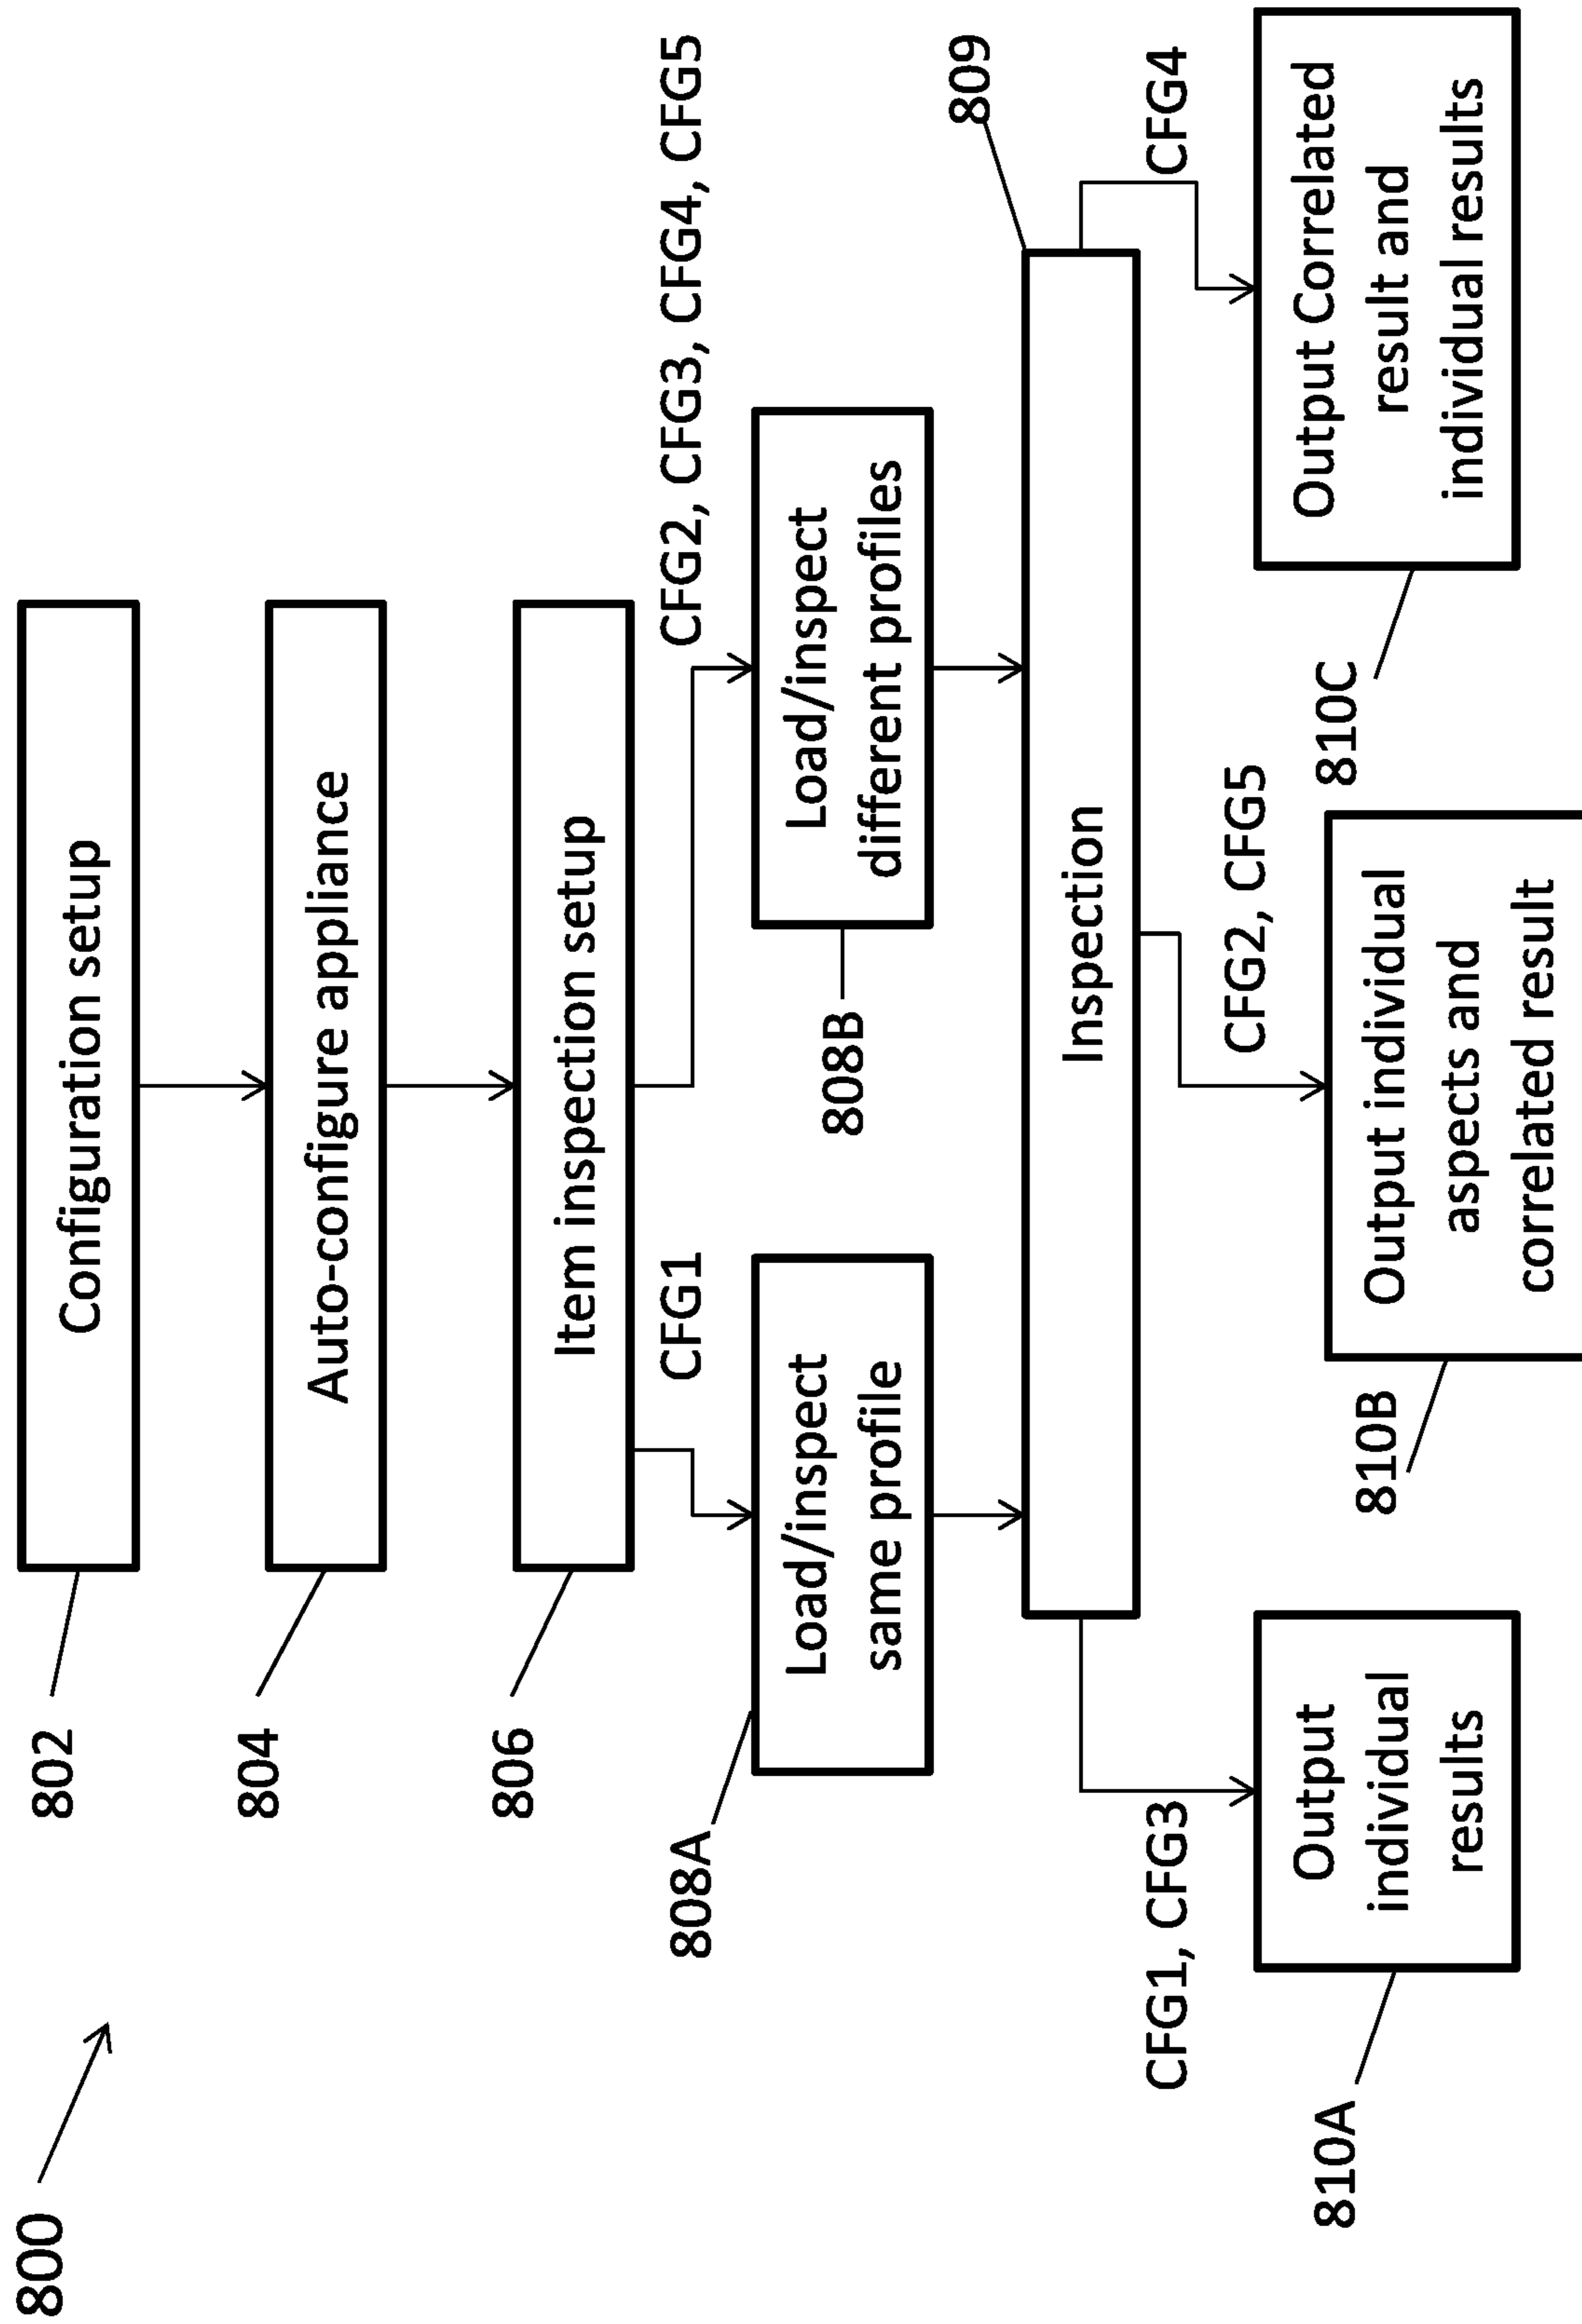 800
802
Configuration setup
804
Auto-configure appliance
806
Item inspection setup
CFG1
CFG2, CFG3, CFG4, CFG5
808A
Load/inspect
same profile
808B
Load/inspect
different profiles
809
Inspection
CFG1, CFG3
CFG2, CFG5
CFG4
810A
Output
individual
results
810B
Output individual
aspects and
correlated result
810C
Output Correlated
result and
individual results